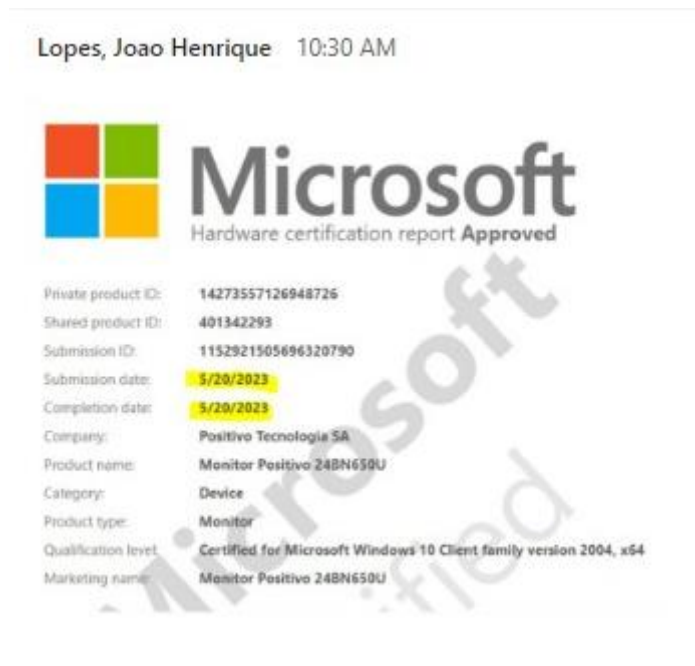 Lopes, Joao Henrique 10:30 AM
Microsoft
Hardware certification report Approved
Private product ID: 14273557126948726
Shared product ID: 401342293
Submission ID: 1152921505696320790
Submission date: 5/20/2023
Completion date: 5/20/2023
Company: Positivo Tecnologia SA
Product name: Monitor Positivo 24BN650U
Category: Device
Product type: Monitor
Qualification level: Certified for Microsoft Windows 10 Client family version 2004, x64
Marketing name: Monitor Positivo 24BN650U
Microsoft